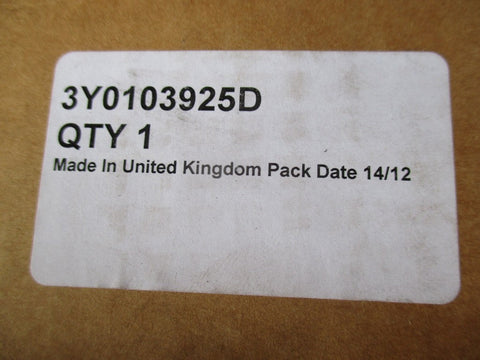 3Y0103925D
QTY 1
Made In United Kingdom Pack Date 14/12